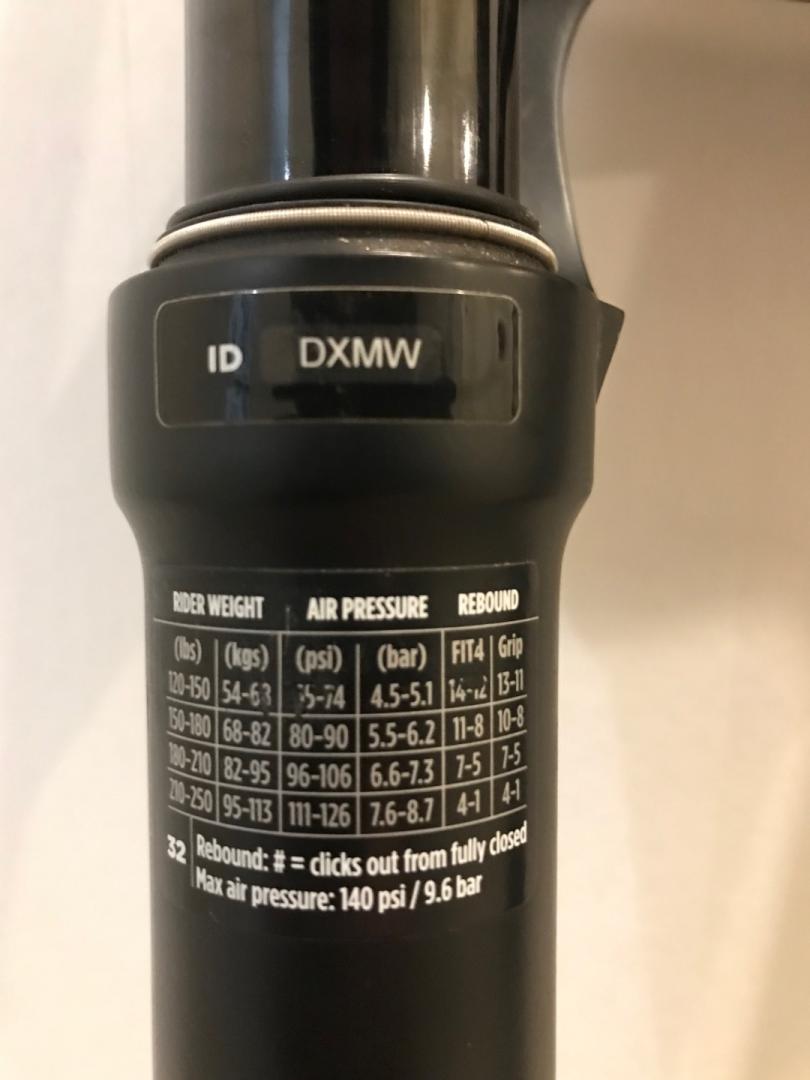 ID DXMW
RIDER WEIGHT AIR PRESSURE REBOUND
(lbs) (kgs) (psi) (bar) FIT4 Grip
120-150 54-68 4.5-5.1 14-12 13-11
150-180 68-82 80-90 5.5-6.2 11-8 10-8
180-210 82-95 96-106 6.6-7.3 7-5 7-5
210-250 95-113 111-126 7.6-8.7 4-1 4-1
32 Rebound: # = clicks out from fully closed
Max air pressure: 140 psi / 9.6 bar